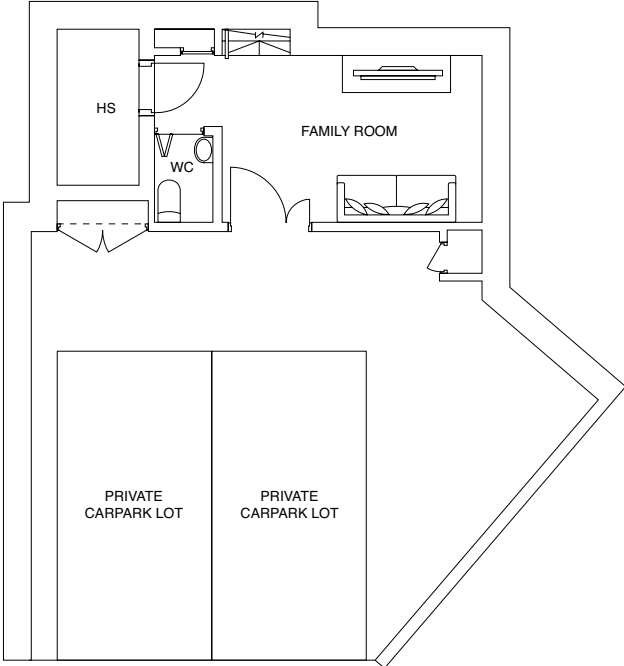 HS
FAMILY ROOM
WC
PRIVATE
CARPARK LOT
PRIVATE
CARPARK LOT